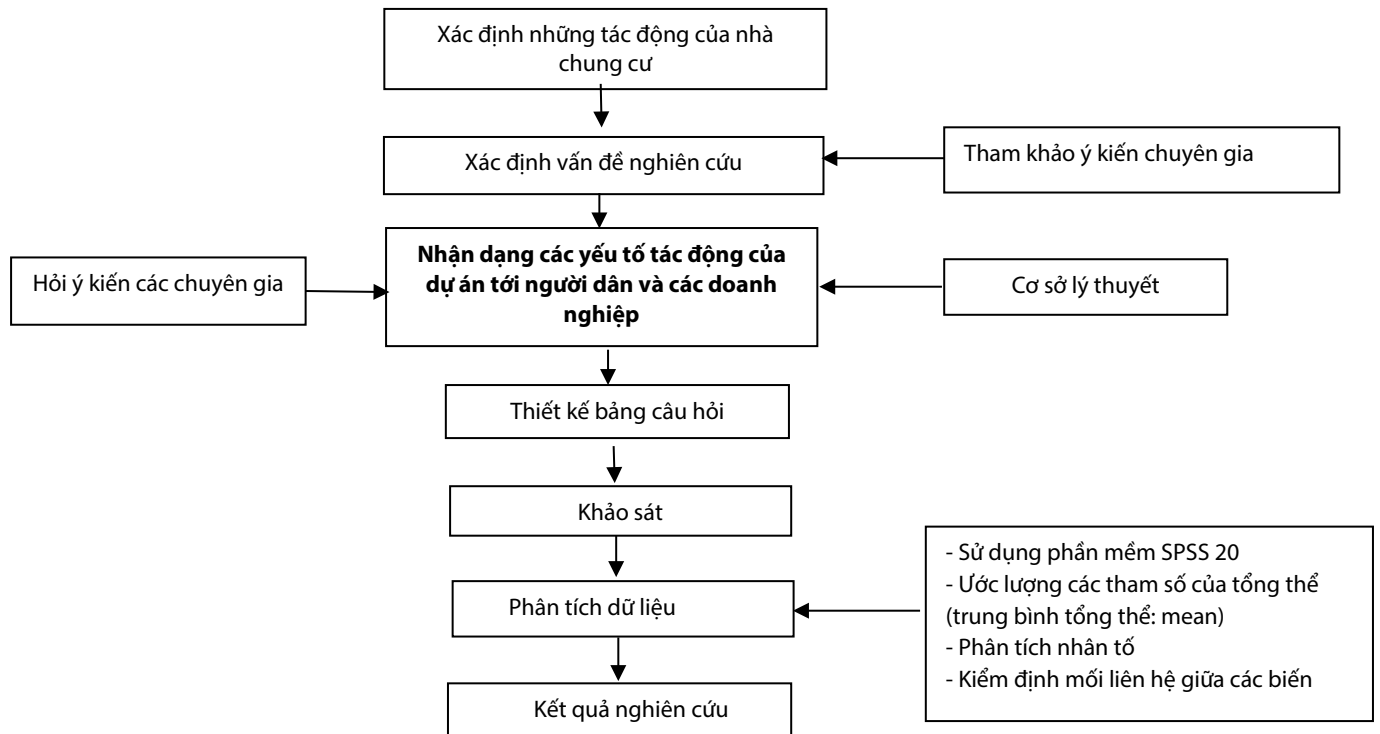 Xác định những tác động của nhà
chung cư
Xác định vấn đề nghiên cứu
Tham khảo ý kiến chuyên gia
Hỏi ý kiến các chuyên gia
Nhận dạng các yếu tố tác động của
dự án tới người dân và các doanh
nghiệp
Cơ sở lý thuyết
Thiết kế bảng câu hỏi
Khảo sát
Phân tích dữ liệu
- Sử dụng phần mềm SPSS 20
- Ước lượng các tham số của tổng thể
(trung bình tổng thể: mean)
- Phân tích nhân tố
- Kiểm định mối liên hệ giữa các biến
Kết quả nghiên cứu